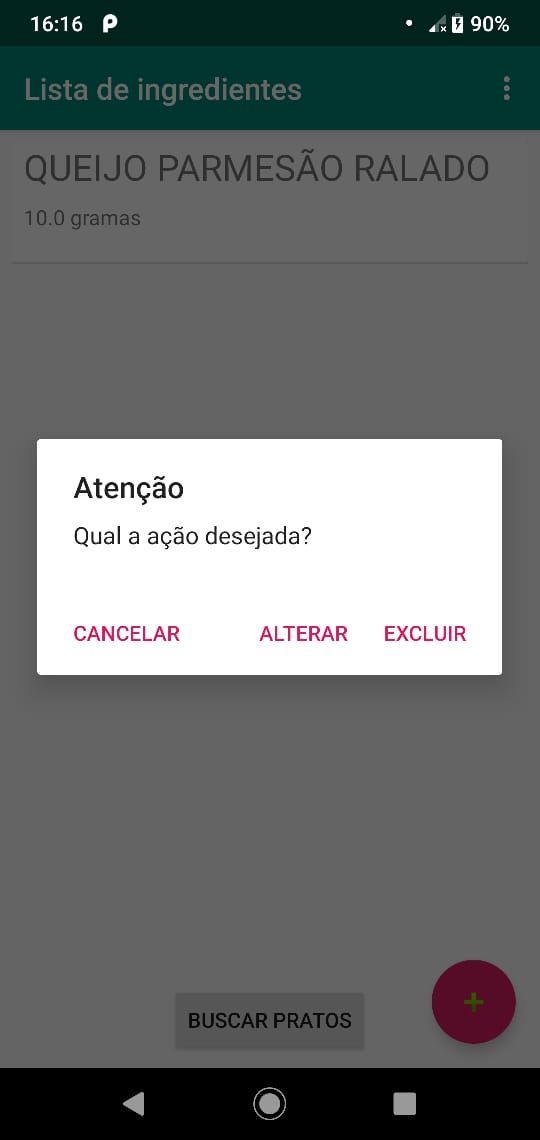 16:16 90%
Lista de ingredientes
QUEIJO PARMESÃO RALADO
10.0 gramas
Atenção
Qual a ação desejada?
CANCELAR ALTERAR EXCLUIR
BUSCAR PRATOS